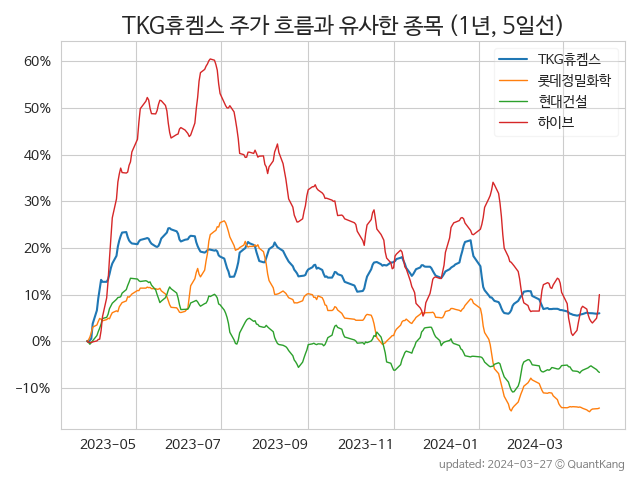 TKG휴켐스 주가 흐름과 유사한 종목 (1년, 5일선)
TKG휴켐스
롯데정밀화학
현대건설
하이브
60%
50%
40%
30%
20%
10%
0%
−10%
2023-05
2023-07
2023-09
2023-11
2024-01
2024-03
updated: 2024-03-27 © QuantKang